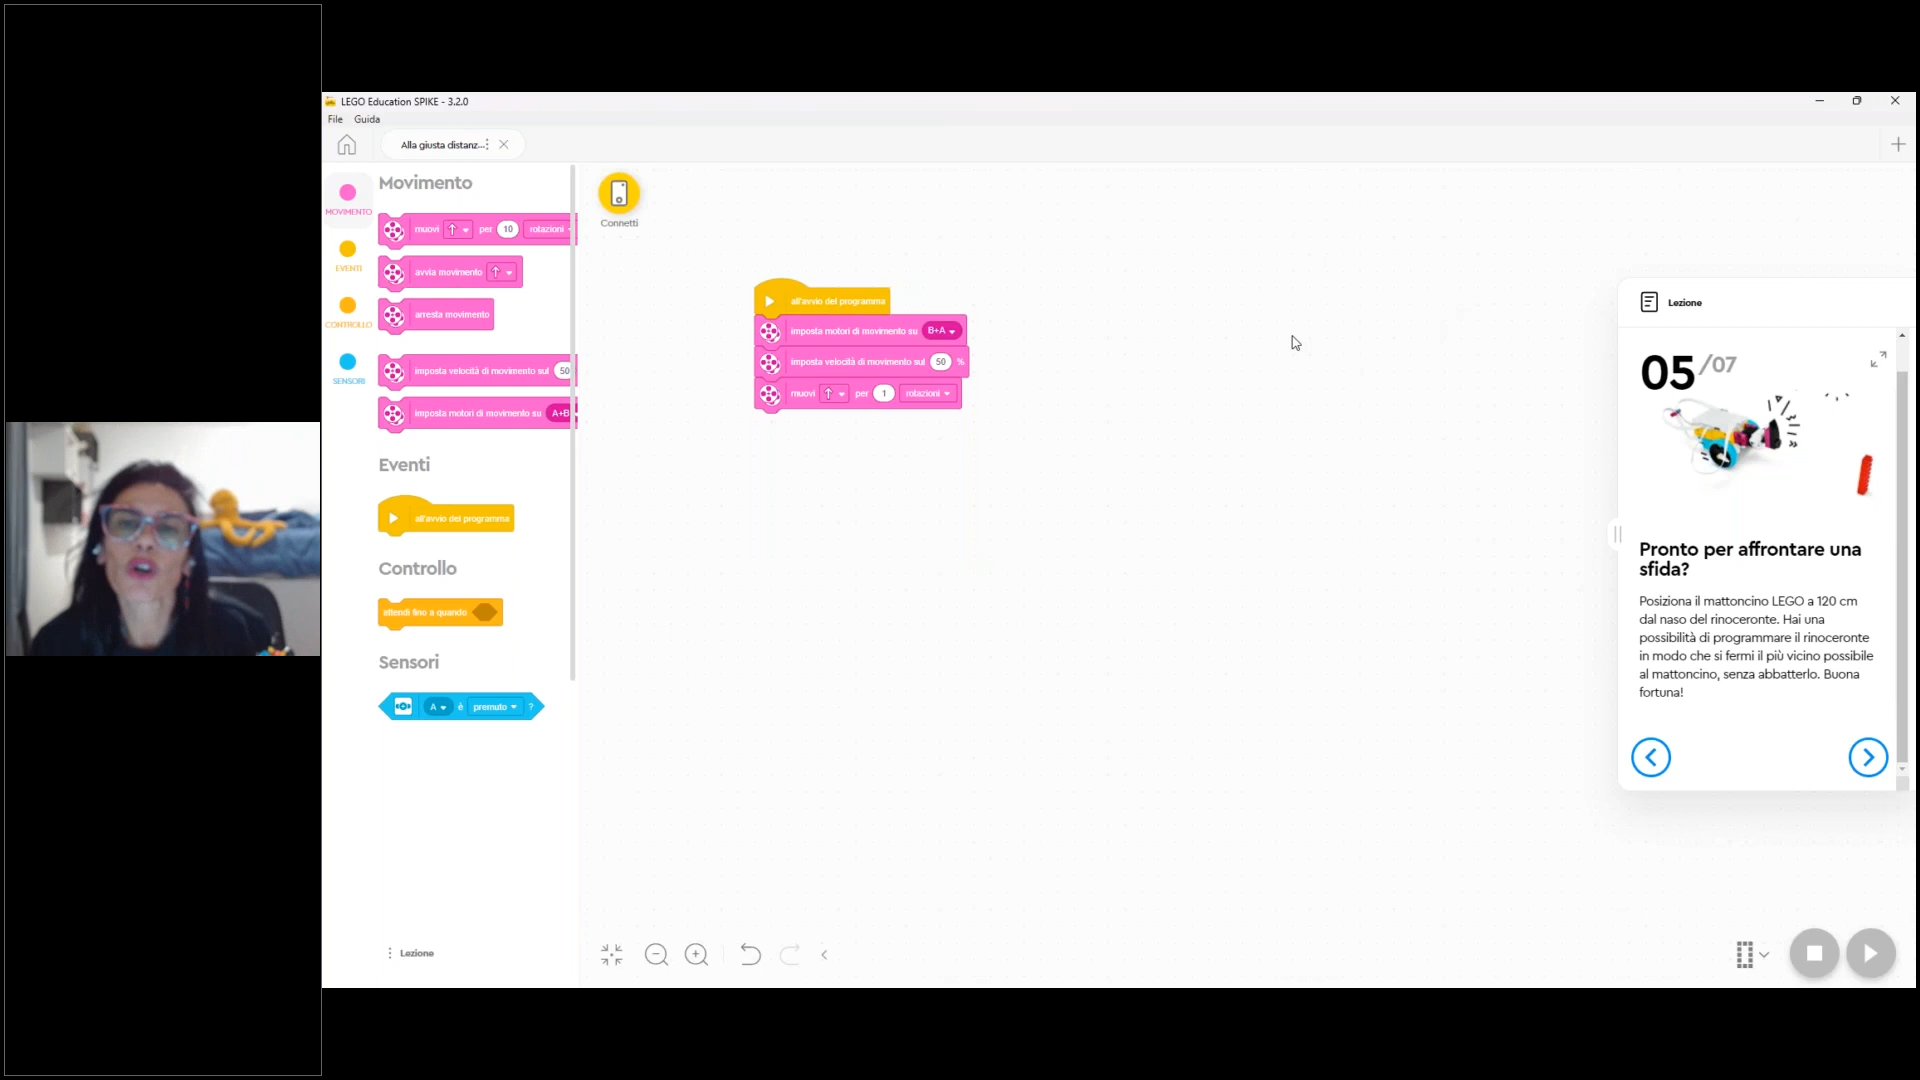 LEGO Education SPIKE - 3.2.0
File Guida
Alla giusta distanz...
MOVIMENTO
EVENTI
CONTROLLO
SENSORI
Movimento
muovi per 10 rotazioni
avvia movimento
arresta movimento
imposta velocità di movimento sul 50
imposta motori di movimento su A+B
Eventi
all'avvio del programma
Controllo
attendi fino a quando
Sensori
A è premuto ?
Lezione
Connetti
all'avvio del programma
imposta motori di movimento su B+A
imposta velocità di movimento sul 50 %
muovi per 1 rotazioni
Lezione
05/07
Pronto per affrontare una
sfida?
Posiziona il mattoncino LEGO a 120 cm
dal naso del rinoceronte. Hai una
possibilità di programmare il rinoceronte
in modo che si fermi il più vicino possibile
al mattoncino, senza abbatterlo. Buona
fortuna!